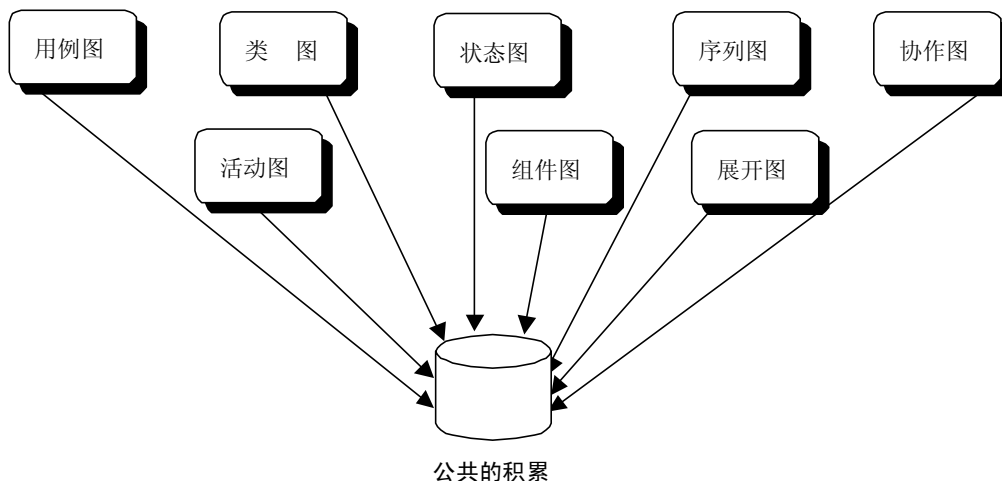 用例图
类 图
状态图
序列图
协作图
活动图
组件图
展开图
公共的积累